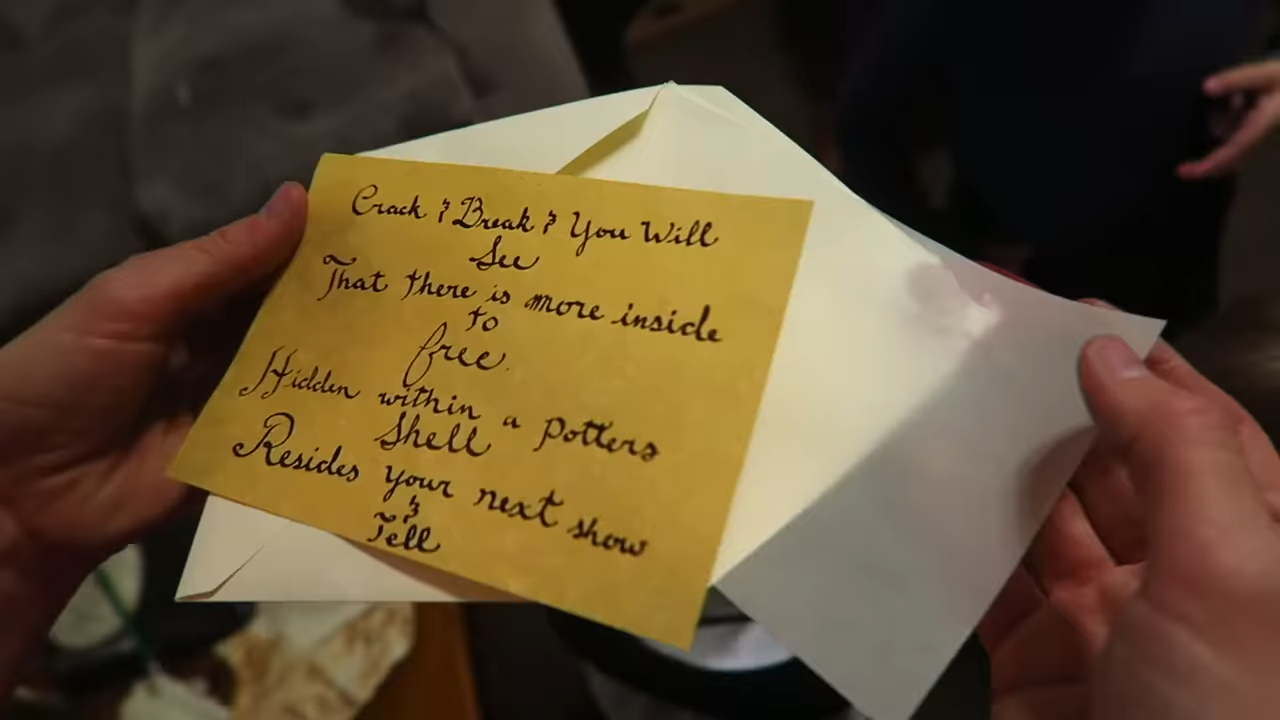 Crack & Break & You Will
See
That there is more inside
to
free.
Hidden within a potters
shell
Resides your next show
&
Tell